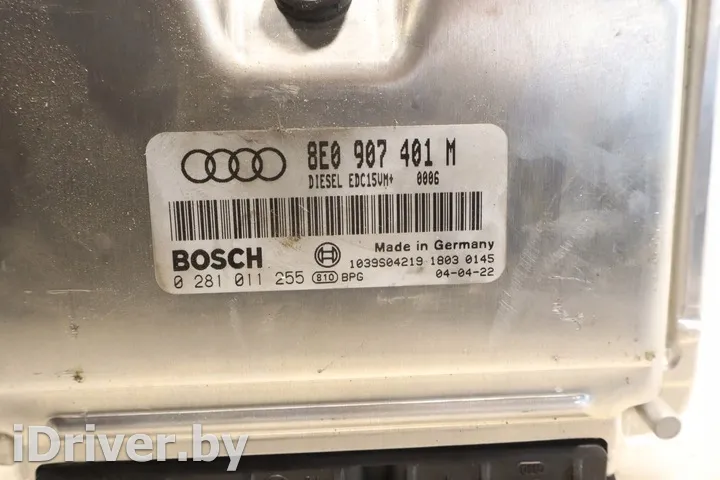 8E0 907 401 M
DIESEL EDC15VM+ 0006
BOSCH
Made in Germany
1039S04219 1803 0145
0 281 011 255 810 BPG 04-04-22
iDriver.by